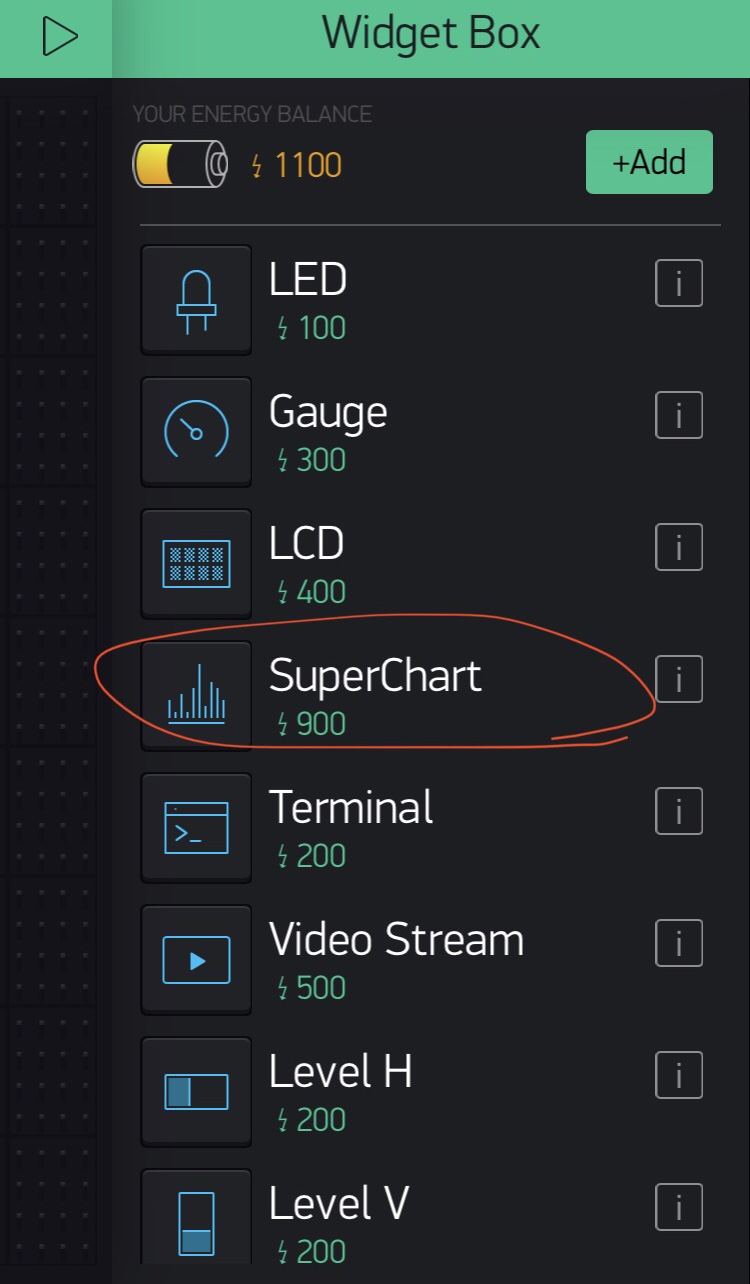 Widget Box
YOUR ENERGY BALANCE
1100
+Add
LED
i
100
Gauge
i
300
LCD
i
400
SuperChart
i
900
Terminal
i
>_
200
Video Stream
i
500
Level H
i
200
Level V
i
200